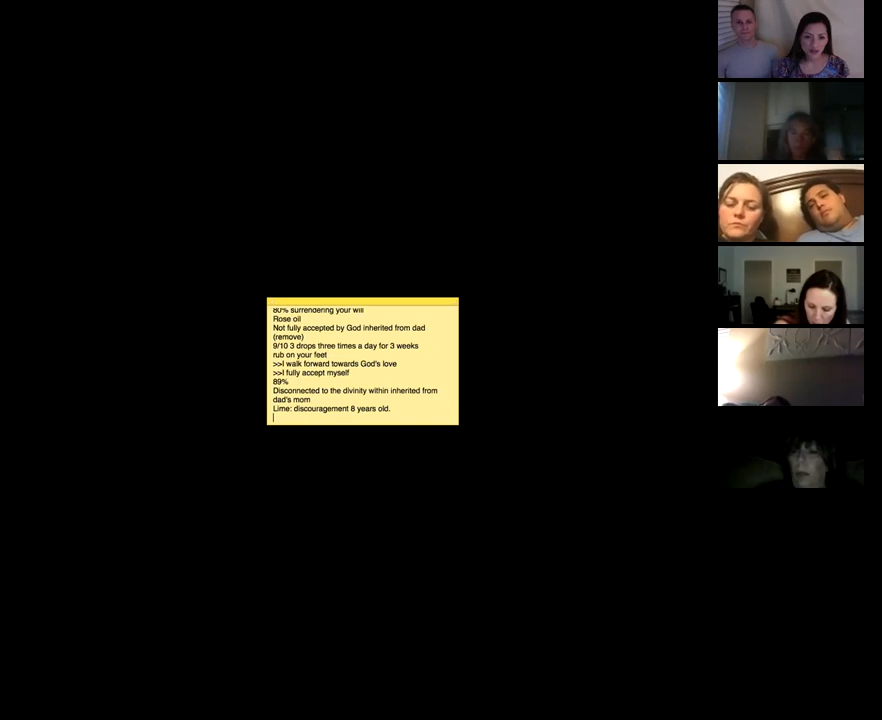 80% surrendering your will
Rose oil
Not fully accepted by God inherited from dad
(remove)
9/10 3 drops three times a day for 3 weeks
rub on your feet
>>I walk forward towards God's love
>>I fully accept myself
89%
Disconnected to the divinity within inherited from
dad's mom
Lime: discouragement 8 years old.